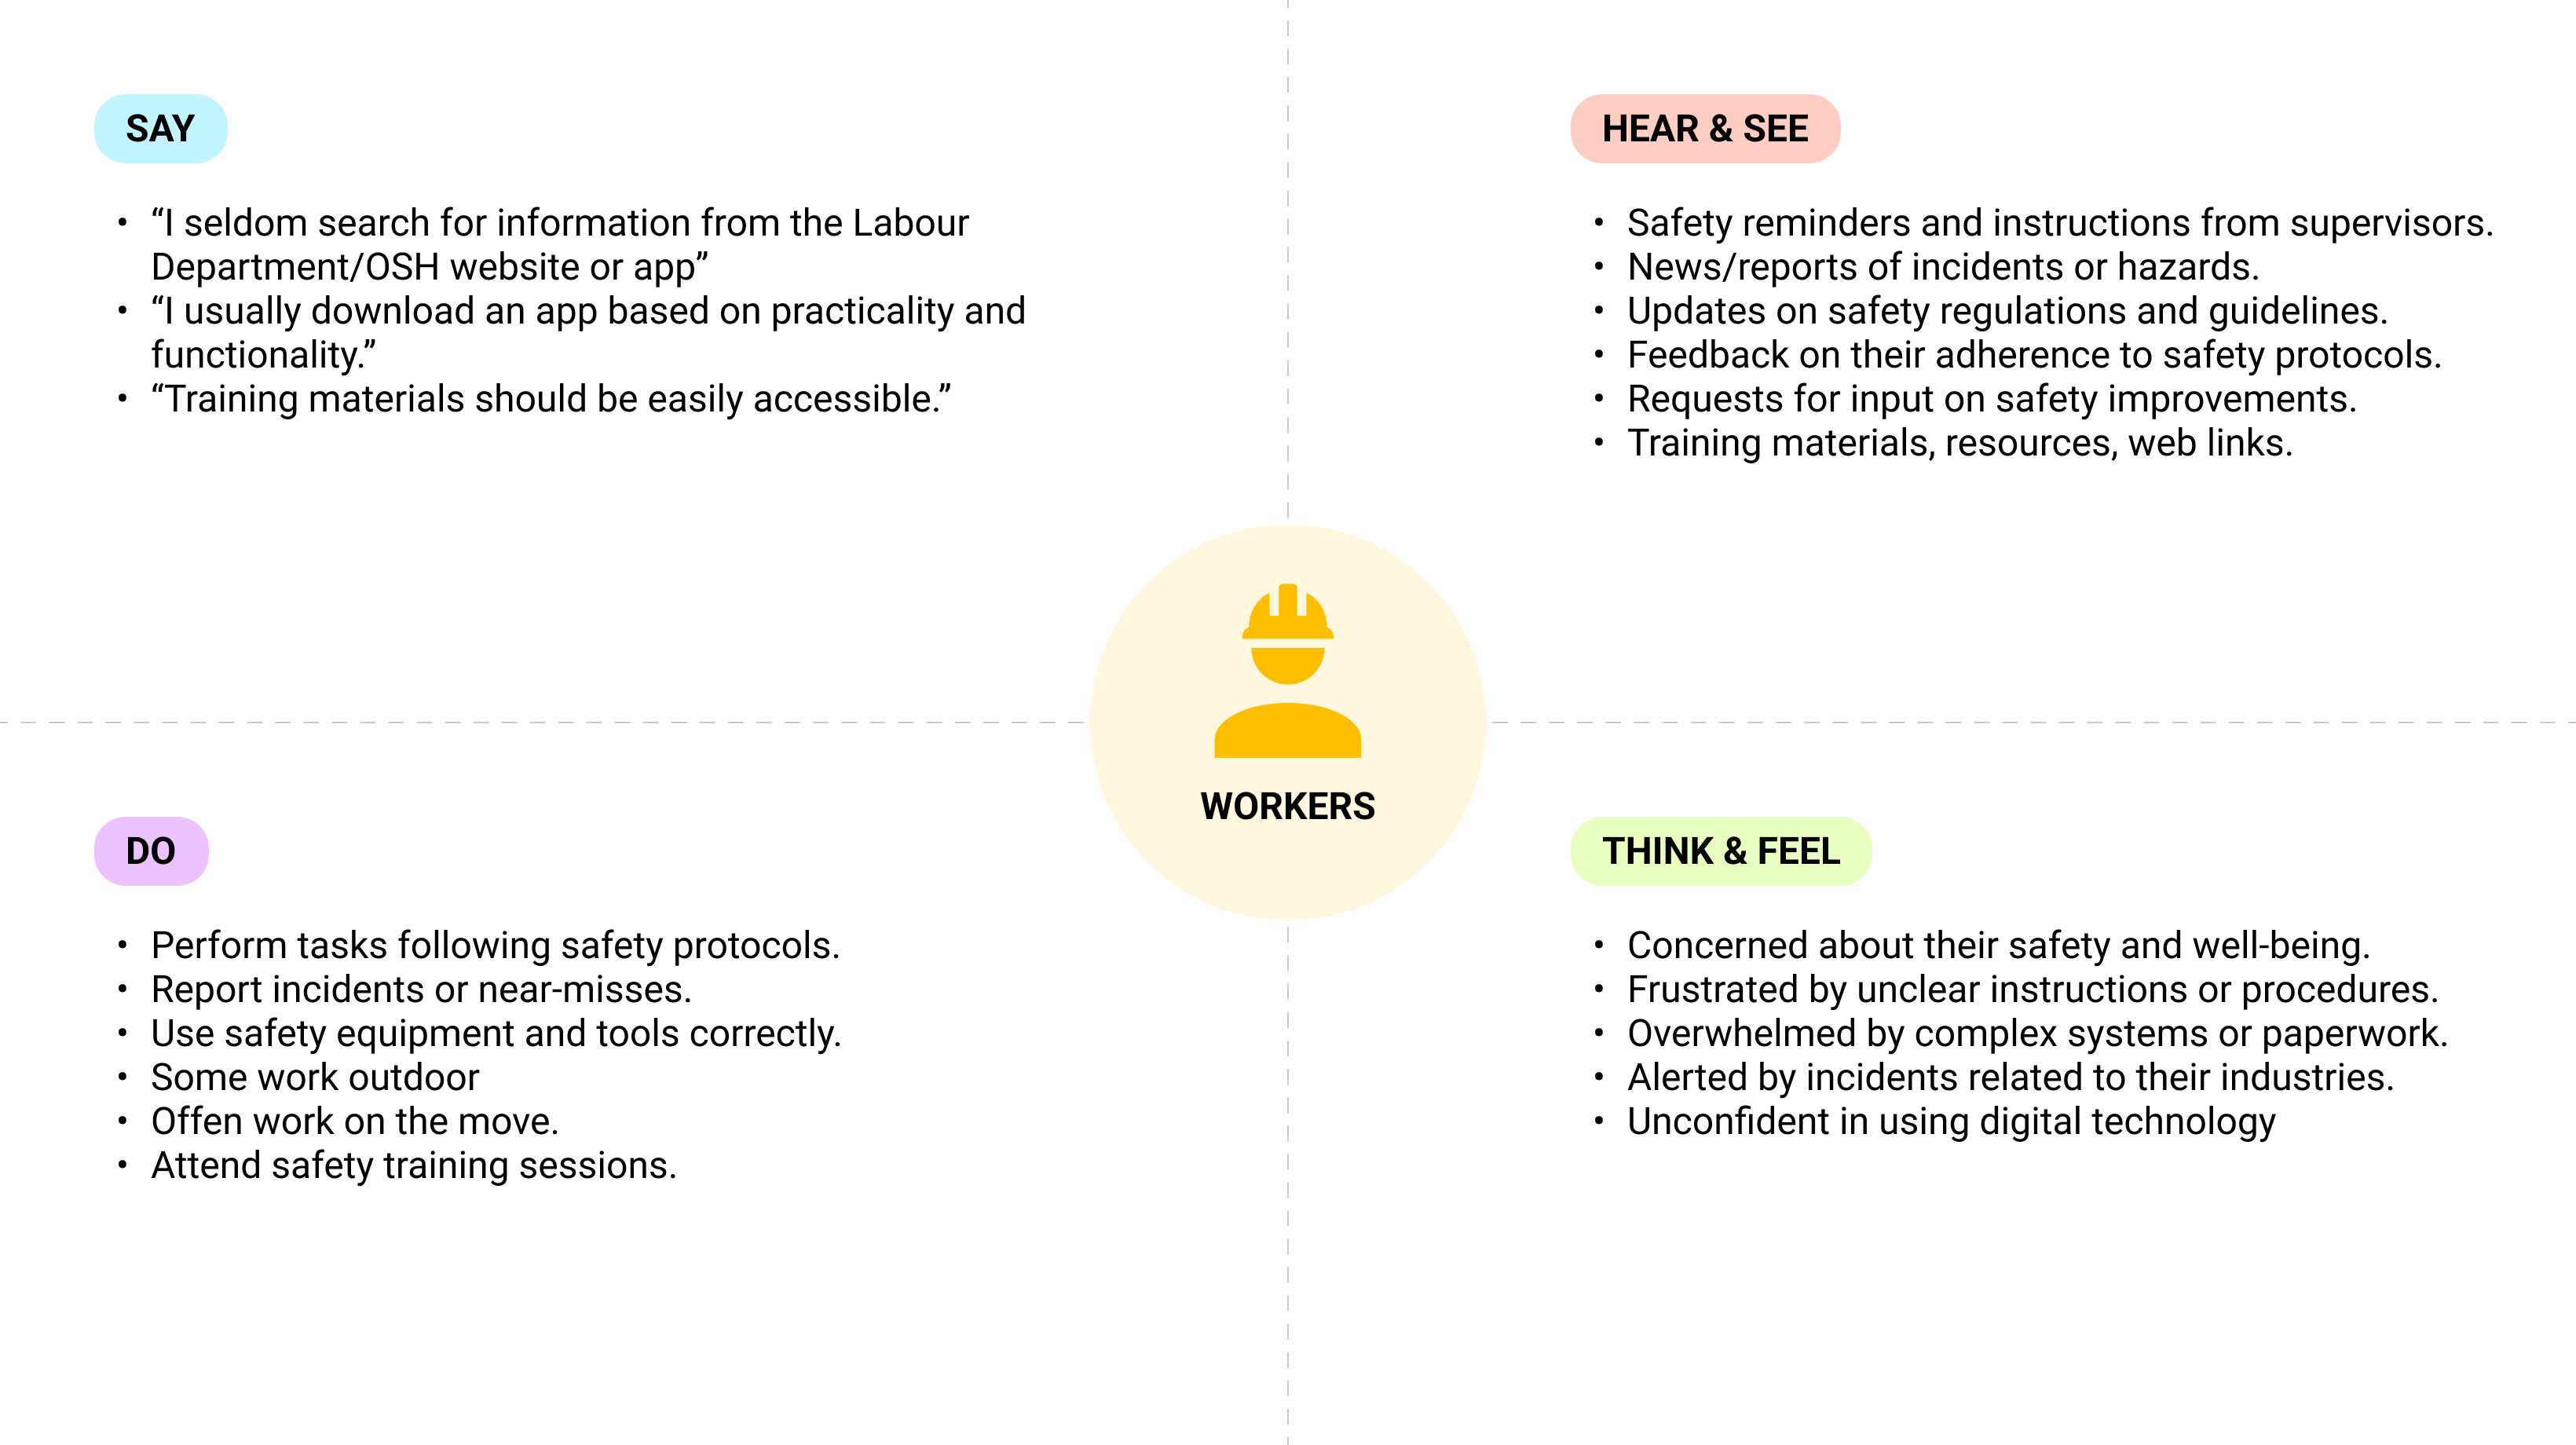 SAY
• “I seldom search for information from the Labour
Department/OSH website or app”
• “I usually download an app based on practicality and
functionality.”
• “Training materials should be easily accessible.”
HEAR & SEE
• Safety reminders and instructions from supervisors.
• News/reports of incidents or hazards.
• Updates on safety regulations and guidelines.
• Feedback on their adherence to safety protocols.
• Requests for input on safety improvements.
• Training materials, resources, web links.
WORKERS
DO
• Perform tasks following safety protocols.
• Report incidents or near-misses.
• Use safety equipment and tools correctly.
• Some work outdoor
• Offen work on the move.
• Attend safety training sessions.
THINK & FEEL
• Concerned about their safety and well-being.
• Frustrated by unclear instructions or procedures.
• Overwhelmed by complex systems or paperwork.
• Alerted by incidents related to their industries.
• Unconfident in using digital technology